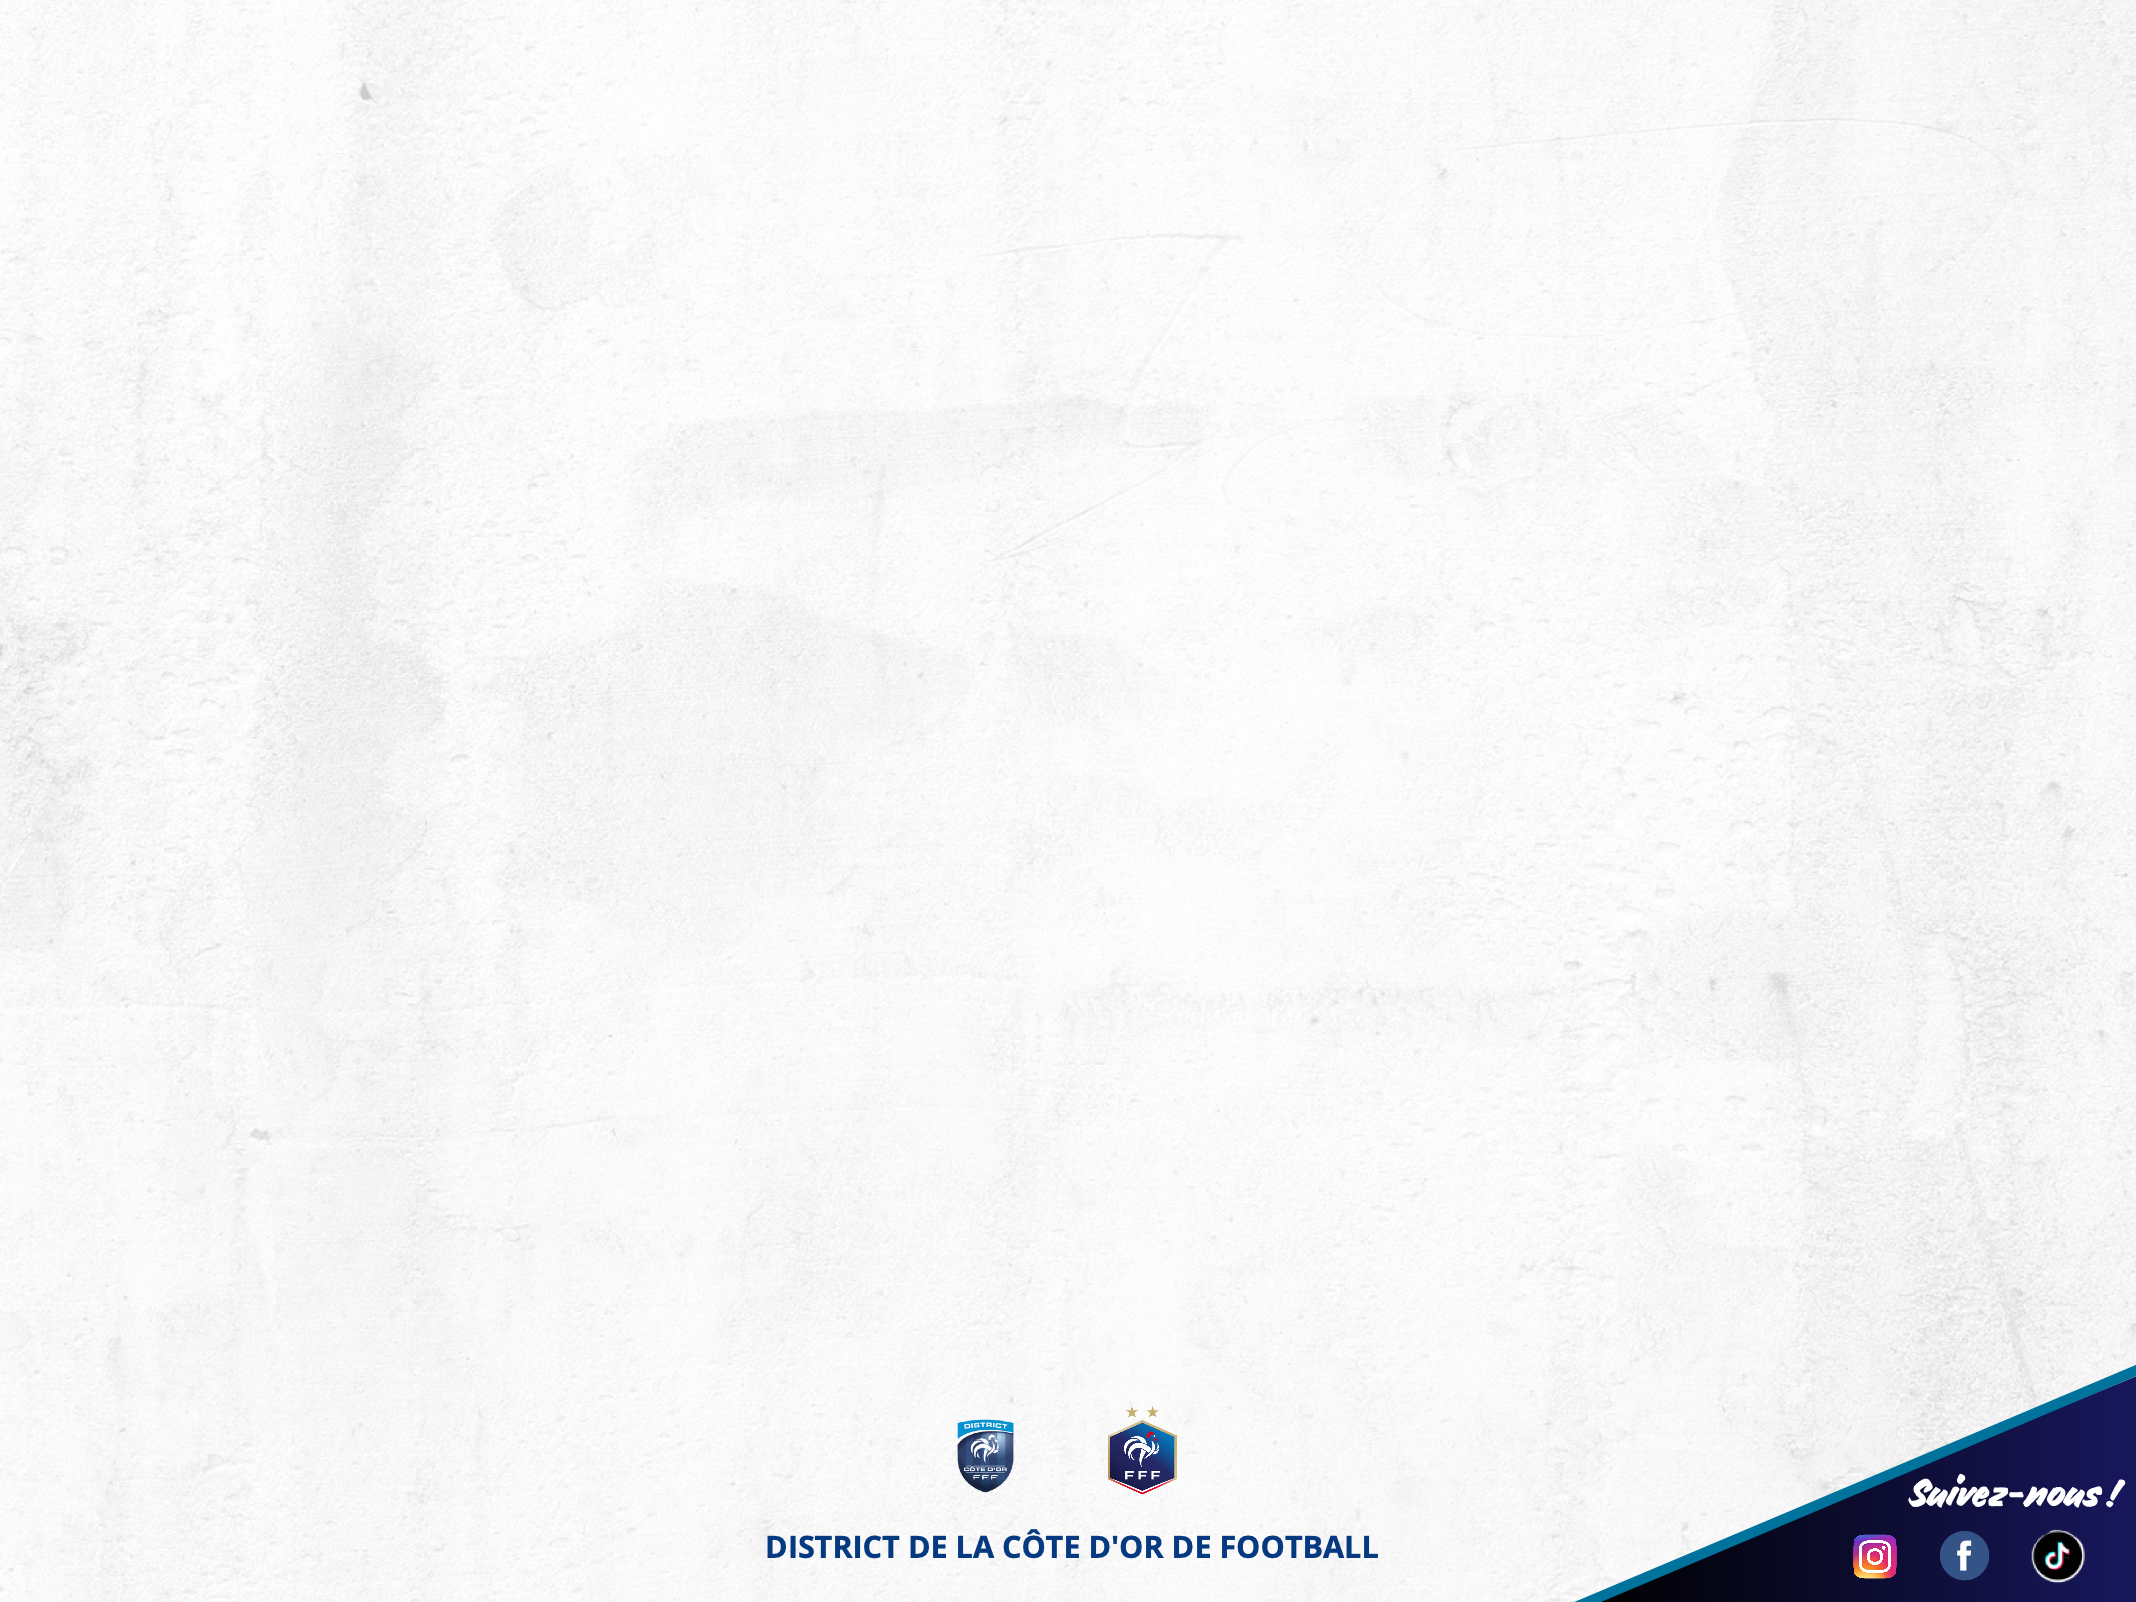 DISTRICT
CÔTE D'OR
FFF
FFF
Suivez-nous !
DISTRICT DE LA CÔTE D'OR DE FOOTBALL